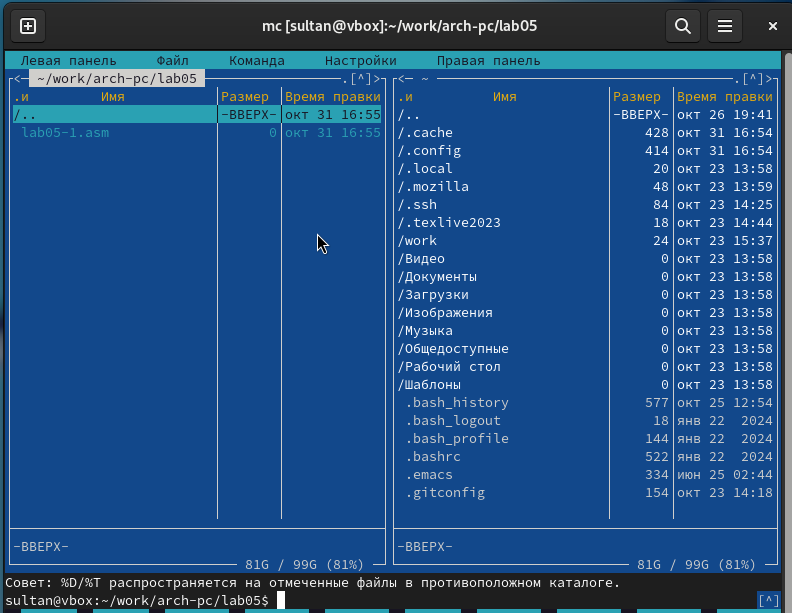 mc [sultan@vbox]:~/work/arch-pc/lab05
Левая панель Файл Команда Настройки Правая панель
<— ~/work/arch-pc/lab05 .[^]>
.и Имя Размер Время правки
/.. -ВВЕРХ- окт 31 16:55
lab05-1.asm 0 окт 31 16:55
-ВВЕРХ-
81G / 99G (81%)
<— ~ .[^]>
.и Имя Размер Время правки
/.. -ВВЕРХ- окт 26 19:41
/.cache 428 окт 31 16:54
/.config 414 окт 31 16:54
/.local 20 окт 23 13:58
/.mozilla 48 окт 23 13:59
/.ssh 84 окт 23 14:25
/.texlive2023 18 окт 23 14:44
/work 24 окт 23 15:37
/Видео 0 окт 23 13:58
/Документы 0 окт 23 13:58
/Загрузки 0 окт 23 13:58
/Изображения 0 окт 23 13:58
/Музыка 0 окт 23 13:58
/Общедоступные 0 окт 23 13:58
/Рабочий стол 0 окт 23 13:58
/Шаблоны 0 окт 23 13:58
.bash_history 577 окт 25 12:54
.bash_logout 18 янв 22 2024
.bash_profile 144 янв 22 2024
.bashrc 522 янв 22 2024
.emacs 334 июн 25 02:44
.gitconfig 154 окт 23 14:18
-ВВЕРХ-
81G / 99G (81%)
Совет: %D/%T распространяется на отмеченные файлы в противоположном каталоге.
sultan@vbox:~/work/arch-pc/lab05$ [^]